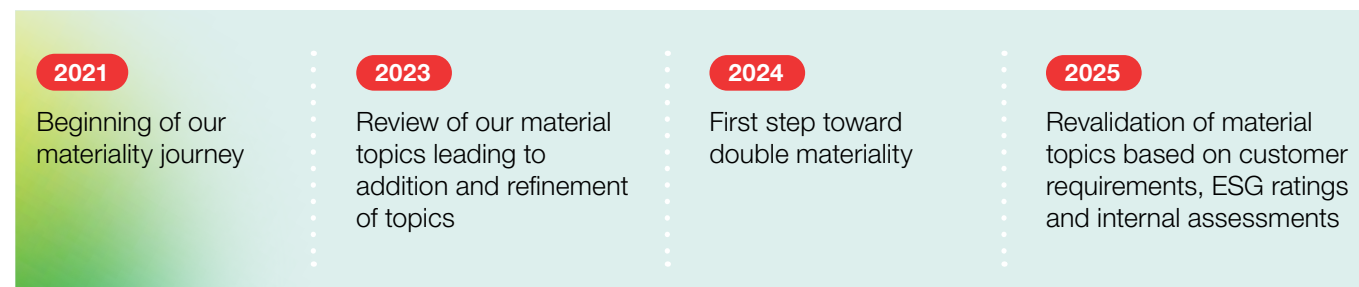 2021
Beginning of our
materiality journey
2023
Review of our material
topics leading to
addition and refinement
of topics
2024
First step toward
double materiality
2025
Revalidation of material
topics based on customer
requirements, ESG ratings
and internal assessments